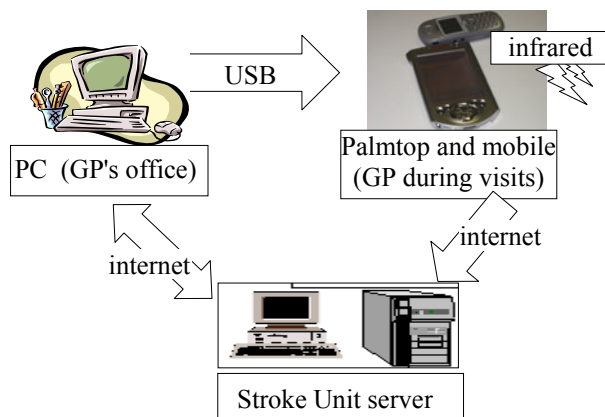 infrared
USB
Palmtop and mobile
(GP during visits)
PC (GP's office)
internet
internet
Stroke Unit server